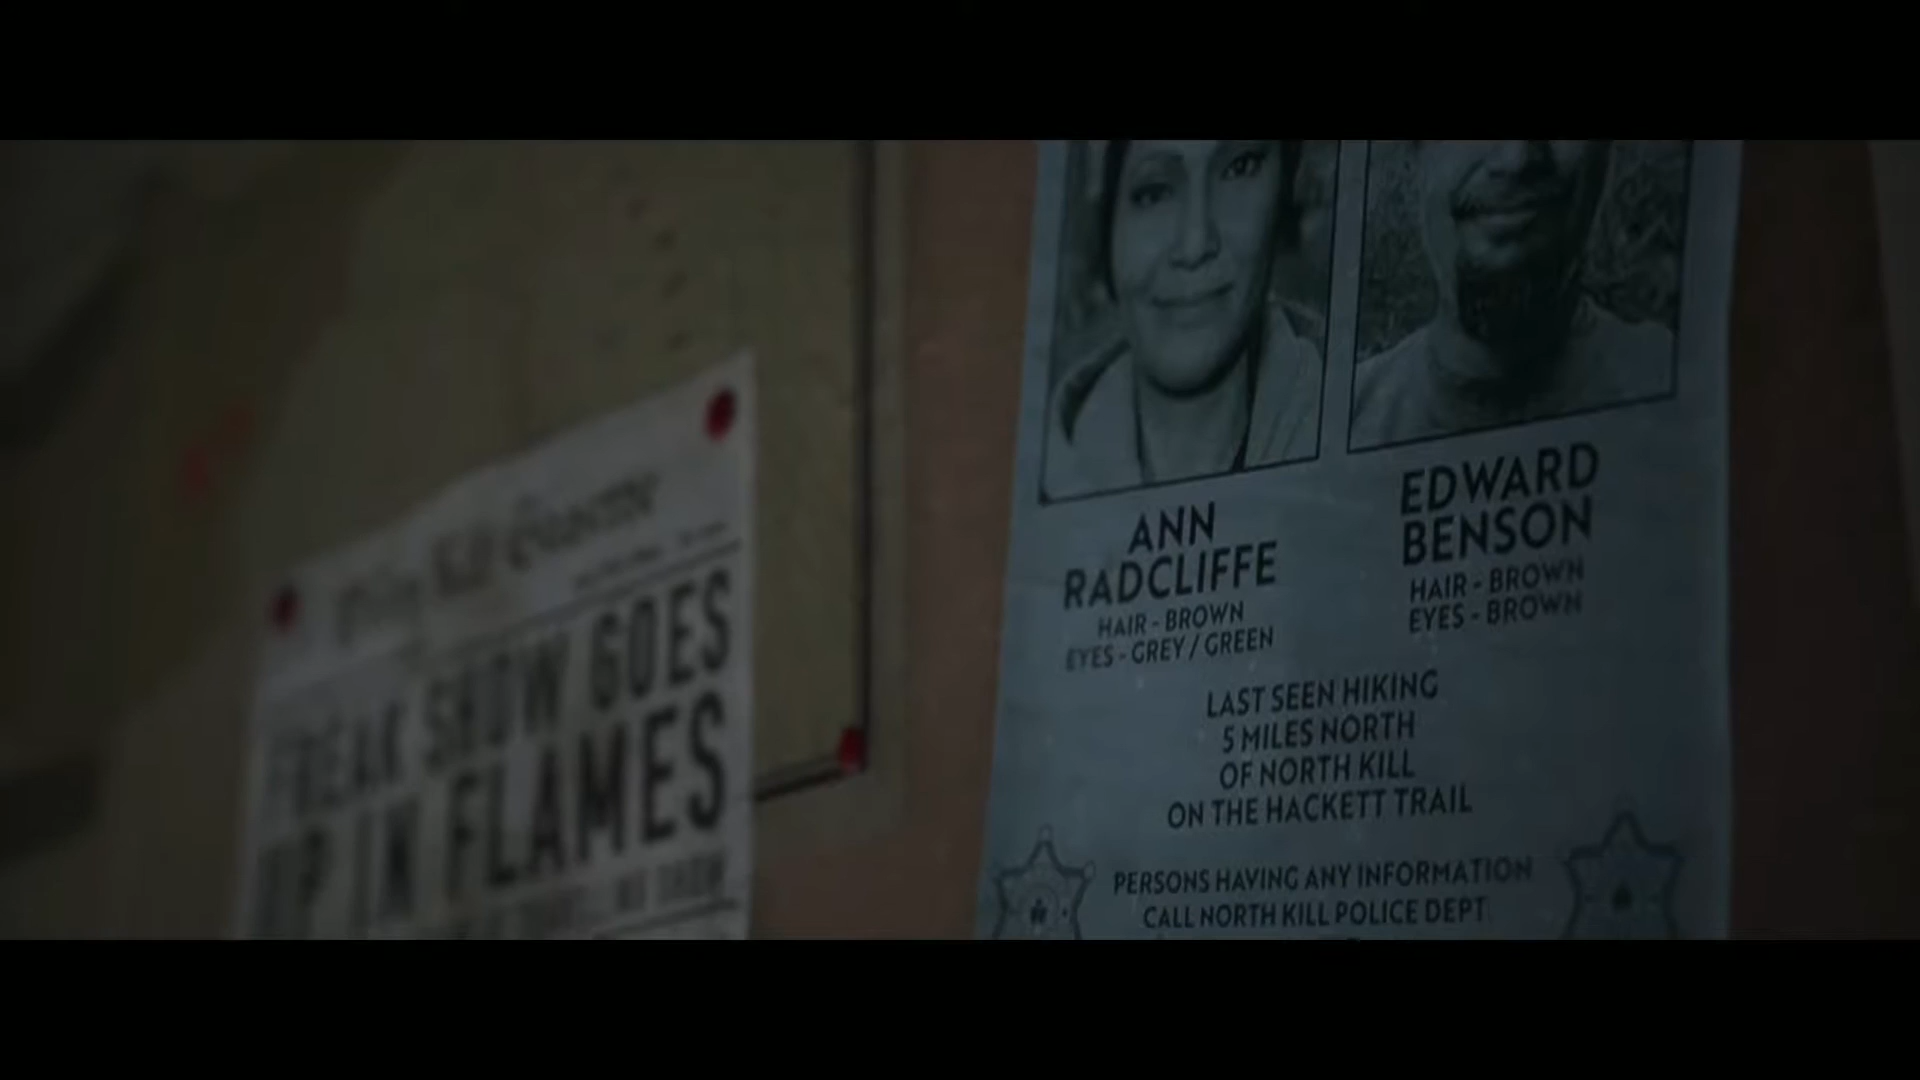 Kill Gazette
FREAK SHOW GOES
UP IN FLAMES
ANN
RADCLIFFE
HAIR - BROWN
EYES - GREY / GREEN
EDWARD
BENSON
HAIR - BROWN
EYES - BROWN
LAST SEEN HIKING
5 MILES NORTH
OF NORTH KILL
ON THE HACKETT TRAIL
PERSONS HAVING ANY INFORMATION
CALL NORTH KILL POLICE DEPT